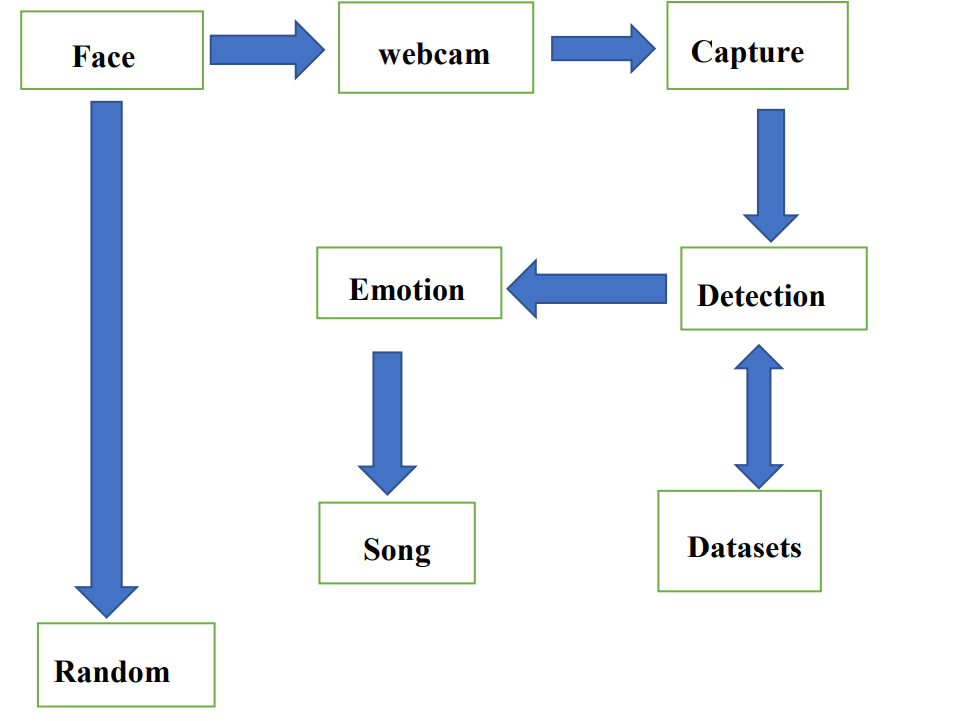 Face
webcam
Capture
Emotion
Detection
Song
Datasets
Random